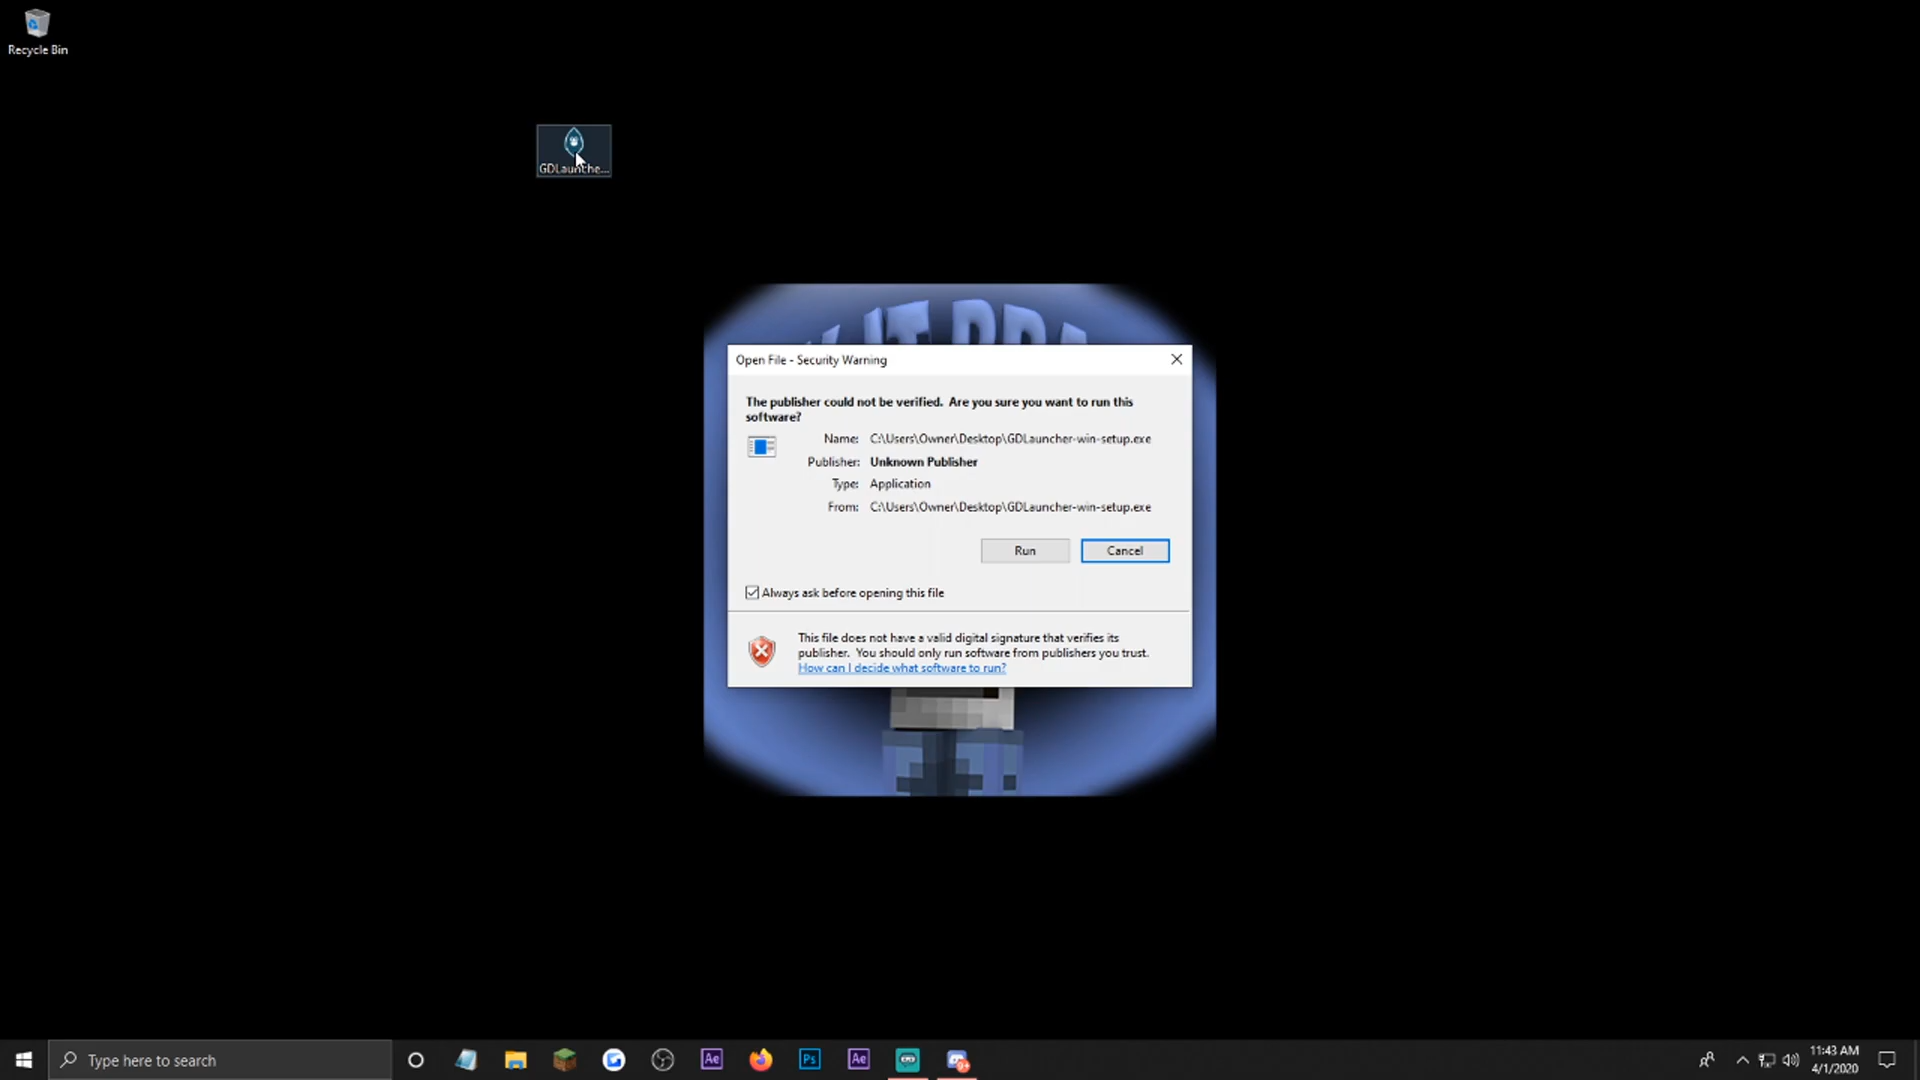 Recycle Bin
GDLaunche...
Open File - Security Warning
The publisher could not be verified. Are you sure you want to run this
software?
Name: C:\Users\Owner\Desktop\GDLauncher-win-setup.exe
Publisher: Unknown Publisher
Type: Application
From: C:\Users\Owner\Desktop\GDLauncher-win-setup.exe
Run Cancel
Always ask before opening this file
This file does not have a valid digital signature that verifies its
publisher. You should only run software from publishers you trust.
How can I decide what software to run?
Type here to search
Ae
Ps
Ae
9+
11:43 AM
4/1/2020